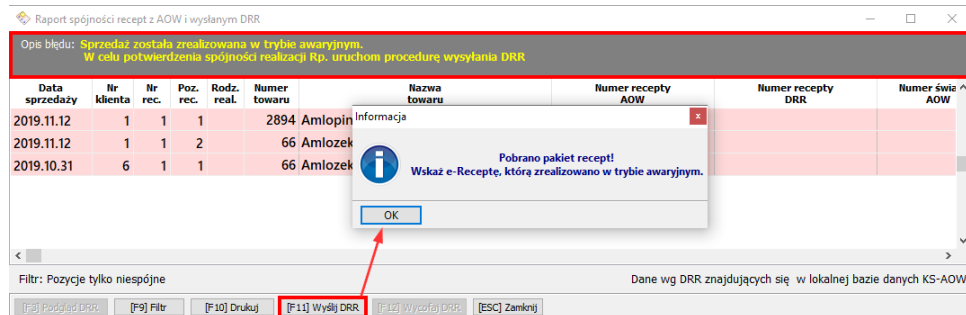 Raport spójności recept z AOW i wysłanym DRR
Opis błędu: Sprzedaż została zrealizowana w trybie awaryjnym.
W celu potwierdzenia spójności realizacji Rp. uruchom procedurę wysyłania DRR
Data sprzedaży Nr klienta Nr rec. Poz. rec. Rodz. real. Numer towaru Nazwa towaru Numer recepty AOW Numer recepty DRR Numer świa AOW
2019.11.12 1 1 1 2894 Amlopin
2019.11.12 1 1 2 66 Amlozek
2019.10.31 6 1 1 66 Amlozek
Informacja
Pobrano pakiet recept!
Wskaż e-Receptę, którą zrealizowano w trybie awaryjnym.
OK
Filtr: Pozycje tylko niespójne Dane wg DRR znajdujących się w lokalnej bazie danych KS-AOW
[F3] Podgląd DRR [F9] Filtr [F10] Drukuj [F11] Wyślij DRR [F12] Wycofaj DRR [ESC] Zamknij